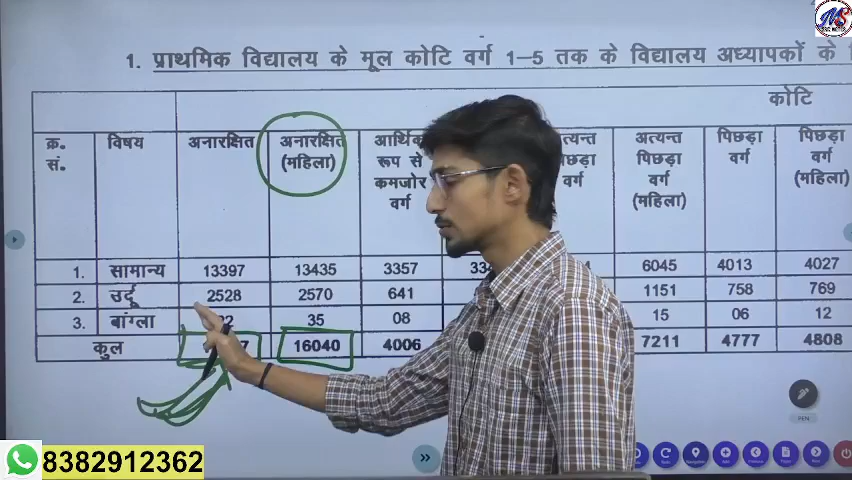 1. प्राथमिक विद्यालय के मूल कोटि वर्ग 1–5 तक के विद्यालय अध्यापकों के
कोटि
क्र. सं. विषय अनारक्षित अनारक्षित (महिला) आर्थिक रूप से कमजोर वर्ग वर्ग अत्यन्त पिछड़ा वर्ग (महिला) पिछड़ा वर्ग पिछड़ा वर्ग (महिला)
1. सामान्य 13397 13435 3357 6045 4013 4027
2. उर्दू 2528 2570 641 1151 758 769
3. बांग्ला 35 08 15 06 12
कुल 16040 4006 7211 4777 4808
PEN
8382912362